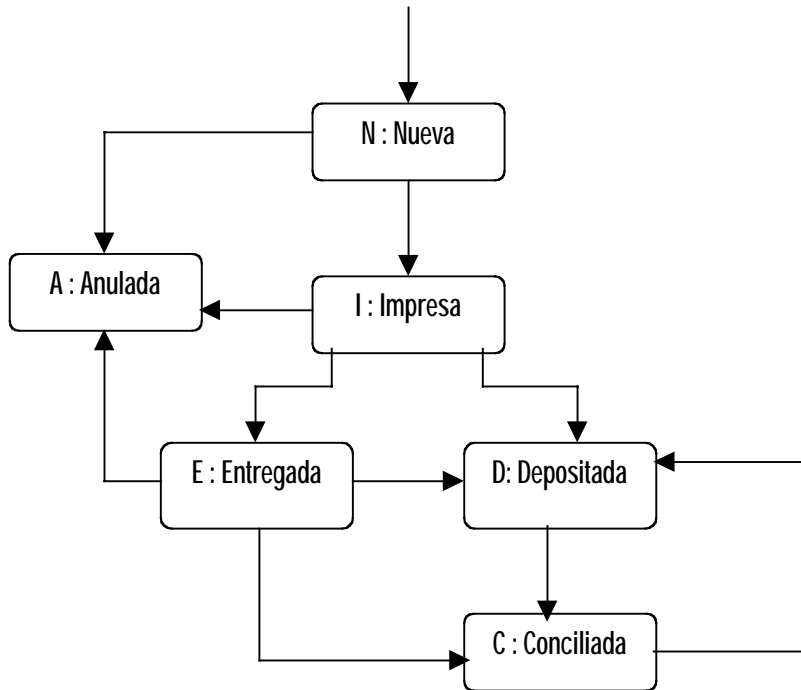 N : Nueva
A : Anulada
I : Impresa
E : Entregada
D: Depositada
C : Conciliada